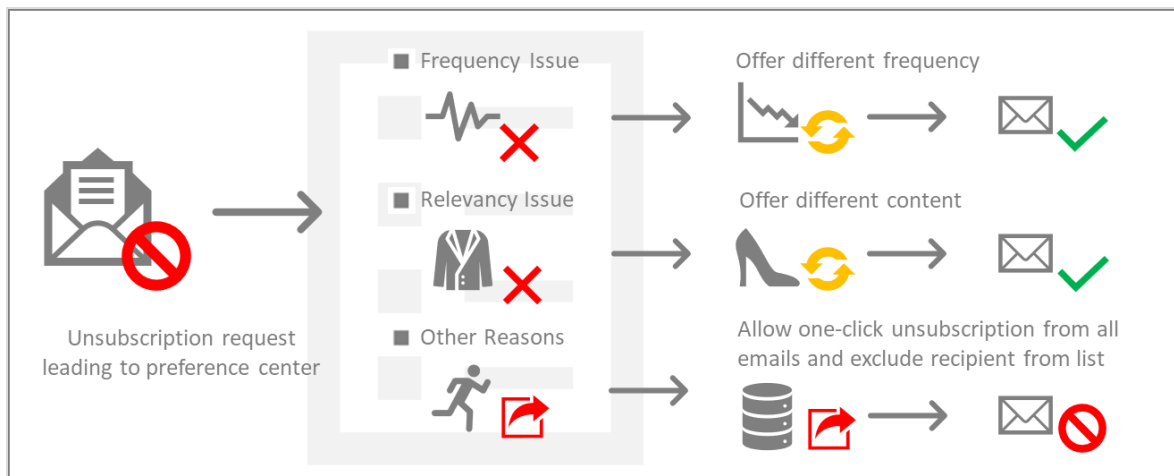 Frequency Issue
Offer different frequency
Relevancy Issue
Offer different content
Unsubscription request
leading to preference center
Other Reasons
Allow one-click unsubscription from all
emails and exclude recipient from list